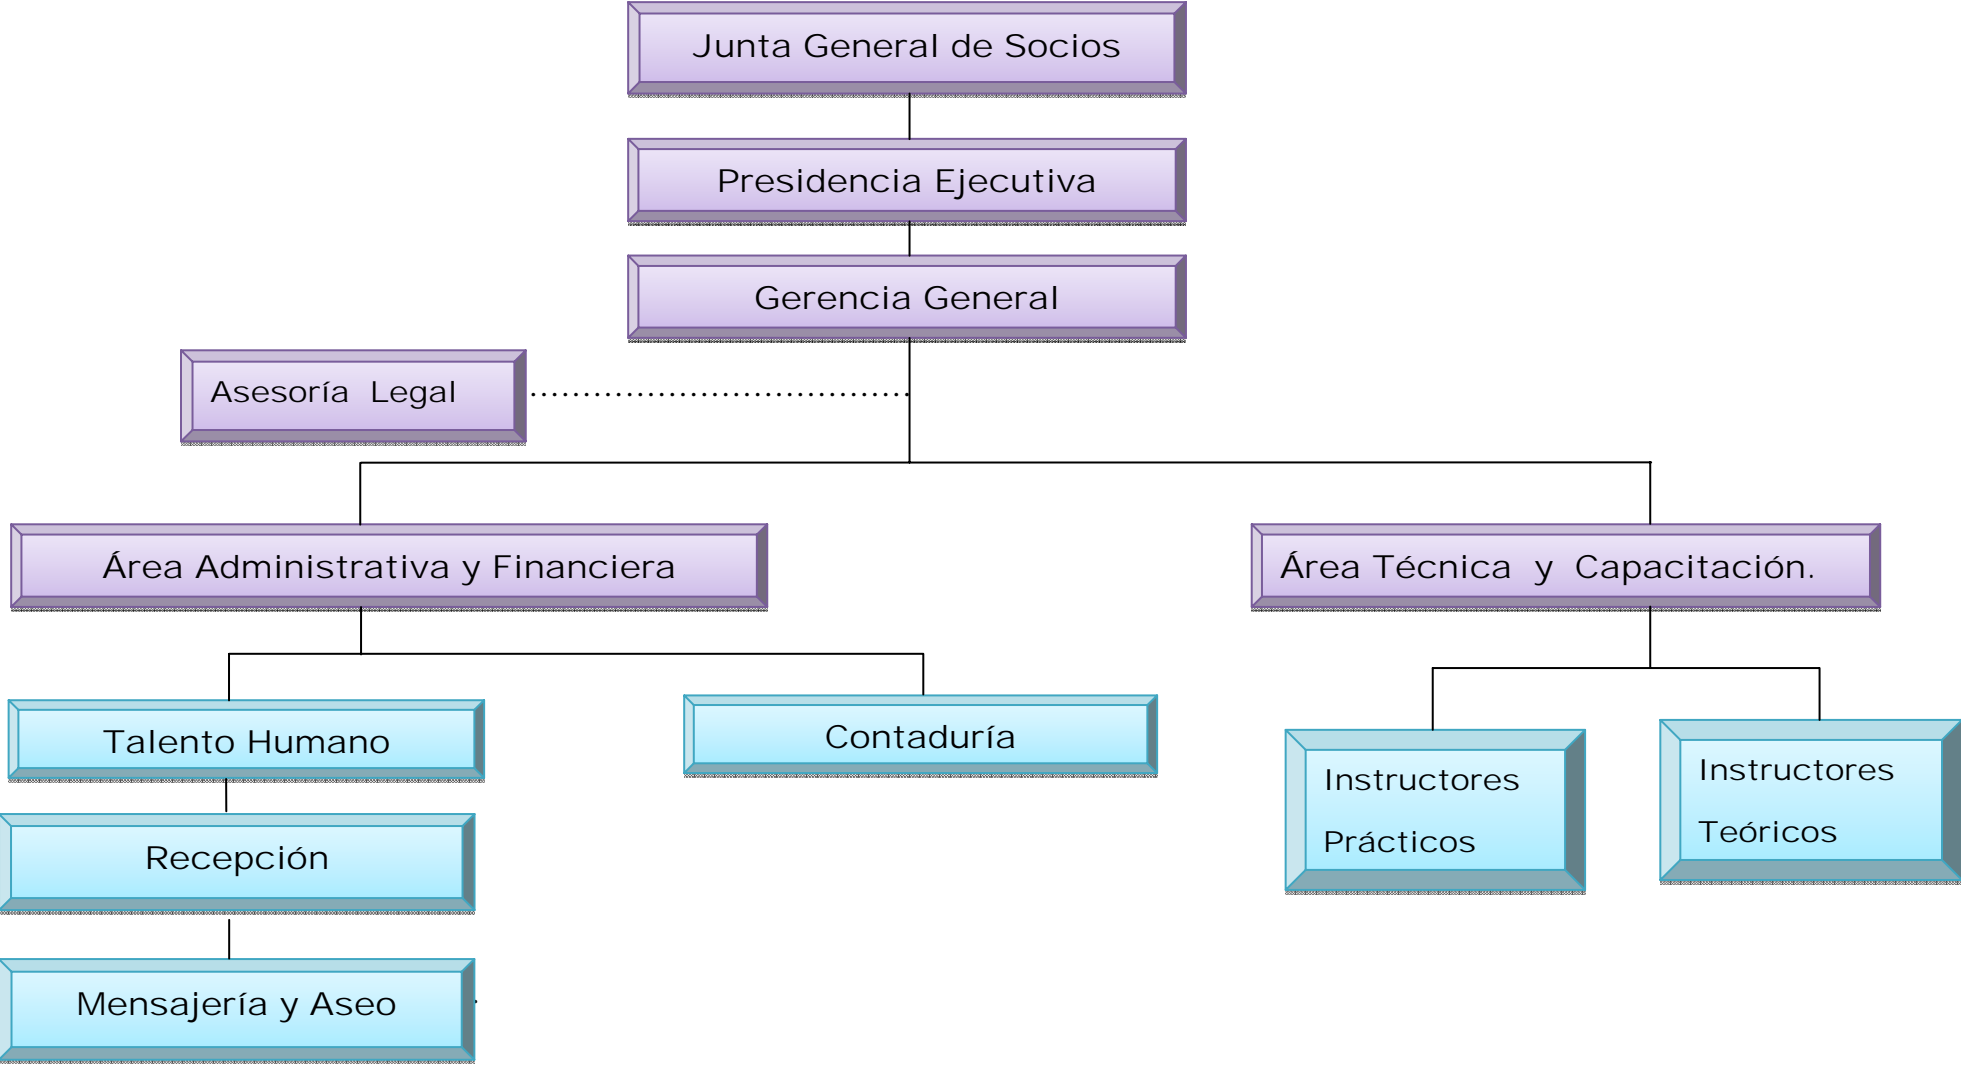 Junta General de Socios
Presidencia Ejecutiva
Gerencia General
Asesoría Legal
Área Administrativa y Financiera
Área Técnica y Capacitación.
Talento Humano
Contaduría
Instructores
Prácticos
Instructores
Teóricos
Recepción
Mensajería y Aseo